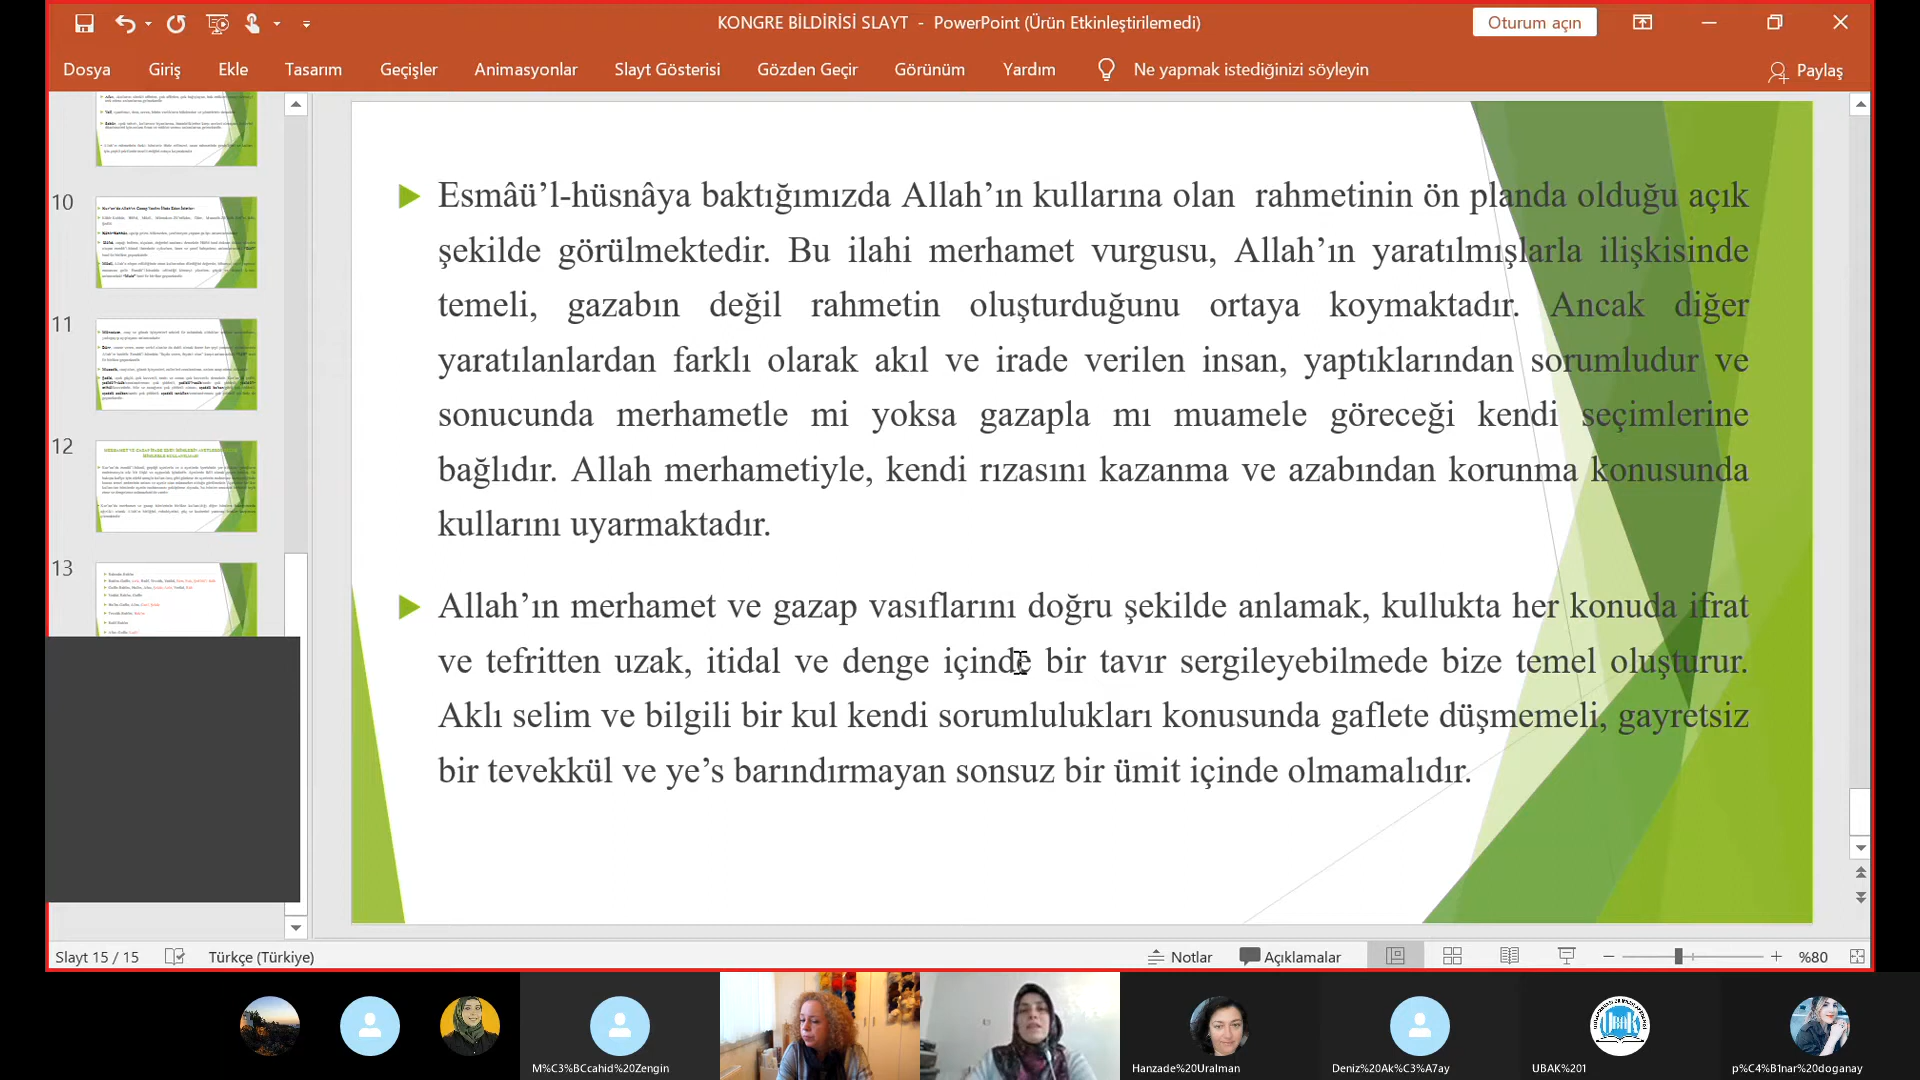 KONGRE BİLDİRİSİ SLAYT - PowerPoint (Ürün Etkinleştirilemedi)
Oturum açın
Dosya Giriş Ekle Tasarım Geçişler Animasyonlar Slayt Gösterisi Gözden Geçir Görünüm Yardım Ne yapmak istediğinizi söyleyin Paylaş
10
11
12
13
Esmâü’l-hüsnâya baktığımızda Allah’ın kullarına olan rahmetinin ön planda olduğu açık
şekilde görülmektedir. Bu ilahi merhamet vurgusu, Allah’ın yaratılmışlarla ilişkisinde
temeli, gazabın değil rahmetin oluşturduğunu ortaya koymaktadır. Ancak diğer
yaratılanlardan farklı olarak akıl ve irade verilen insan, yaptıklarından sorumludur ve
sonucunda merhametle mi yoksa gazapla mı muamele göreceği kendi seçimlerine
bağlıdır. Allah merhametiyle, kendi rızasını kazanma ve azabından korunma konusunda
kullarını uyarmaktadır.
Allah’ın merhamet ve gazap vasıflarını doğru şekilde anlamak, kullukta her konuda ifrat
ve tefritten uzak, itidal ve denge içinde bir tavır sergileyebilmede bize temel oluşturur.
Aklı selim ve bilgili bir kul kendi sorumlulukları konusunda gaflete düşmemeli, gayretsiz
bir tevekkül ve ye’s barındırmayan sonsuz bir ümit içinde olmamalıdır.
Slayt 15 / 15 Türkçe (Türkiye) Notlar Açıklamalar %80
M%C3%BCcahid%20Zengin
Hanzade%20Uralman
Deniz%20Ak%C3%A7ay
UBAK
UBAK%201
p%C4%B1nar%20doganay